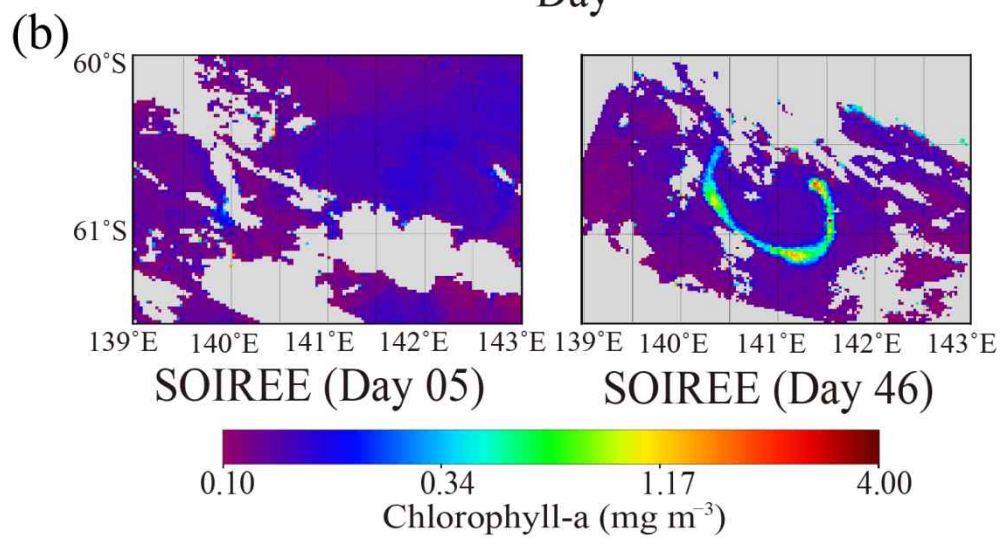 Day
(b)
60°S
61°S
139°E 140°E 141°E 142°E 143°E 139°E 140°E 141°E 142°E 143°E
SOIREE (Day 05) SOIREE (Day 46)
0.10 0.34 1.17 4.00
Chlorophyll-a (mg m⁻³)